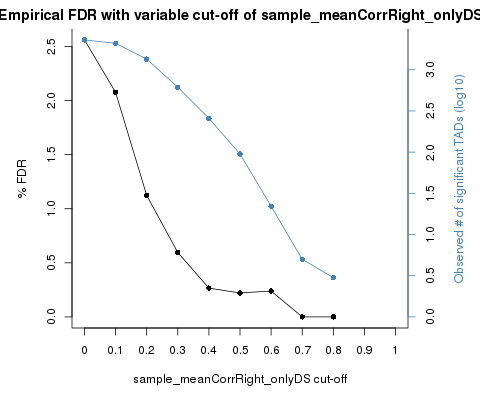 Empirical FDR with variable cut-off of sample_meanCorrRight_onlyDS
2.5
2.0
1.5
1.0
0.5
0.0
% FDR
3.0
2.5
2.0
1.5
1.0
0.5
0.0
Observed # of significant TADs (log10)
0 0.1 0.2 0.3 0.4 0.5 0.6 0.7 0.8 0.9 1
sample_meanCorrRight_onlyDS cut-off